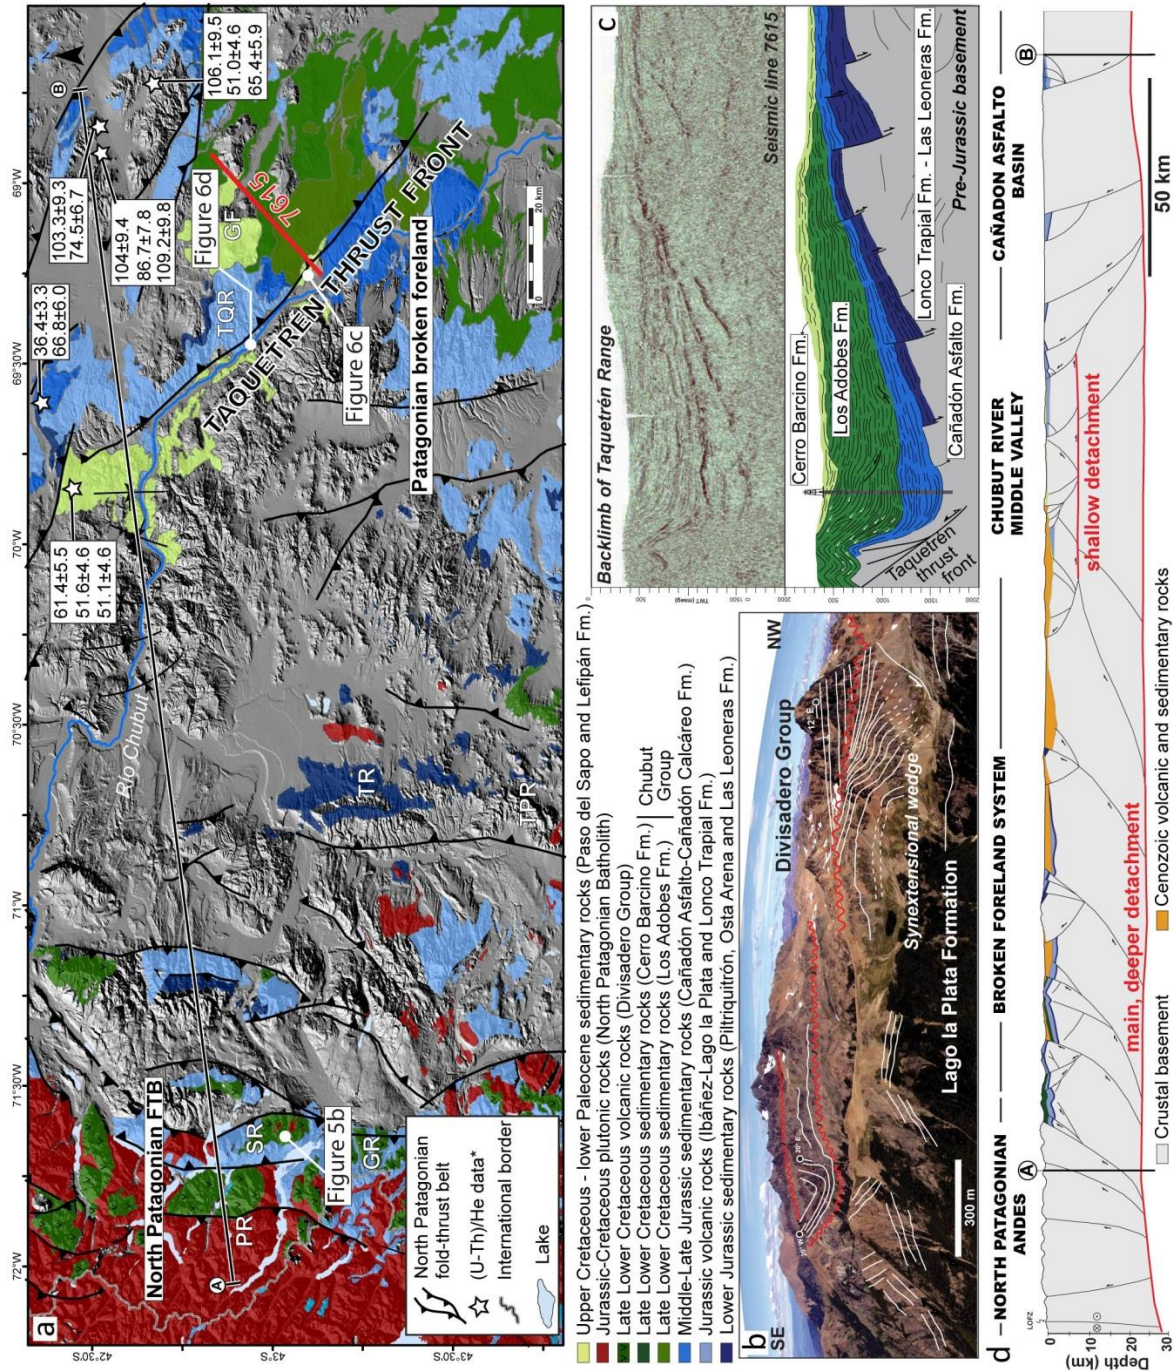 a
72°W
71°30'W
71°W
70°30'W
70°W
69°30'W
69°W
42°30'S
43°S
43°30'S
North Patagonian FTB
A
PR
SR
GR
Figure 5b
TR
TPR
Río Chubut
61.4±5.5
51.6±4.6
51.1±4.6
36.4±3.3
66.8±6.0
103.3±9.3
74.5±6.7
104±9.4
86.7±7.8
109.2±9.8
106.1±9.5
51.0±4.6
65.4±5.9
B
TQR
GF
Figure 6d
7615
TAQUETRÉN THRUST FRONT
Figure 6c
Patagonian broken foreland
0 20 km
North Patagonian
fold-thrust belt
(U-Th)/He data*
International border
Lake
Upper Cretaceous - lower Paleocene sedimentary rocks (Paso del Sapo and Lefipán Fm.)
Jurassic-Cretaceous plutonic rocks (North Patagonian Batholith)
Late Lower Cretaceous volcanic rocks (Divisadero Group)
Late Lower Cretaceous sedimentary rocks (Cerro Barcino Fm.)
Late Lower Cretaceous sedimentary rocks (Los Adobes Fm.)
Chubut
Group
Middle-Late Jurassic sedimentary rocks (Cañadón Asfalto-Cañadón Calcáreo Fm.)
Jurassic volcanic rocks (Ibáñez-Lago la Plata and Lonco Trapial Fm.)
Lower Jurassic sedimentary rocks (Piltriquitrón, Osta Arena and Las Leoneras Fm.)
b
SE
NW
Divisadero Group
Synextensional wedge
Lago la Plata Formation
300 m
c
Backlimb of Taquetrén Range
Seismic line 7615
0
500
TWT (mseg)
1500
2000
Cerro Barcino Fm.
Los Adobes Fm.
Lonco Trapial Fm. - Las Leoneras Fm.
Cañadón Asfalto Fm.
Pre-Jurassic basement
Taquetrén
thrust
front
500
1000
1500
2000
d
NORTH PATAGONIAN
ANDES
BROKEN FORELAND SYSTEM
CHUBUT RIVER
MIDDLE VALLEY
CAÑADON ASFALTO
BASIN
A
B
LOFZ
Depth (km)
0
10
20
30
main, deeper detachment
shallow detachment
50 km
Crustal basement
Cenozoic volcanic and sedimentary rocks